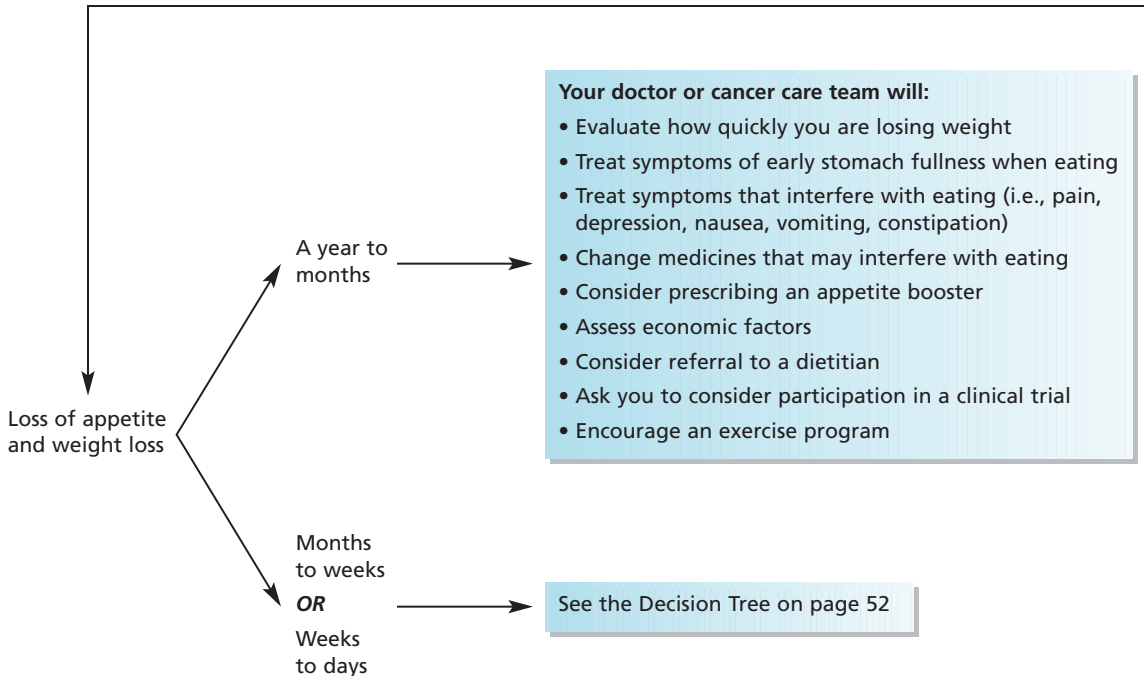 Your doctor or cancer care team will:
• Evaluate how quickly you are losing weight
• Treat symptoms of early stomach fullness when eating
• Treat symptoms that interfere with eating (i.e., pain,
depression, nausea, vomiting, constipation)
• Change medicines that may interfere with eating
• Consider prescribing an appetite booster
• Assess economic factors
• Consider referral to a dietitian
• Ask you to consider participation in a clinical trial
• Encourage an exercise program
A year to
months
Loss of appetite
and weight loss
Months
to weeks
OR
Weeks
to days
See the Decision Tree on page 52